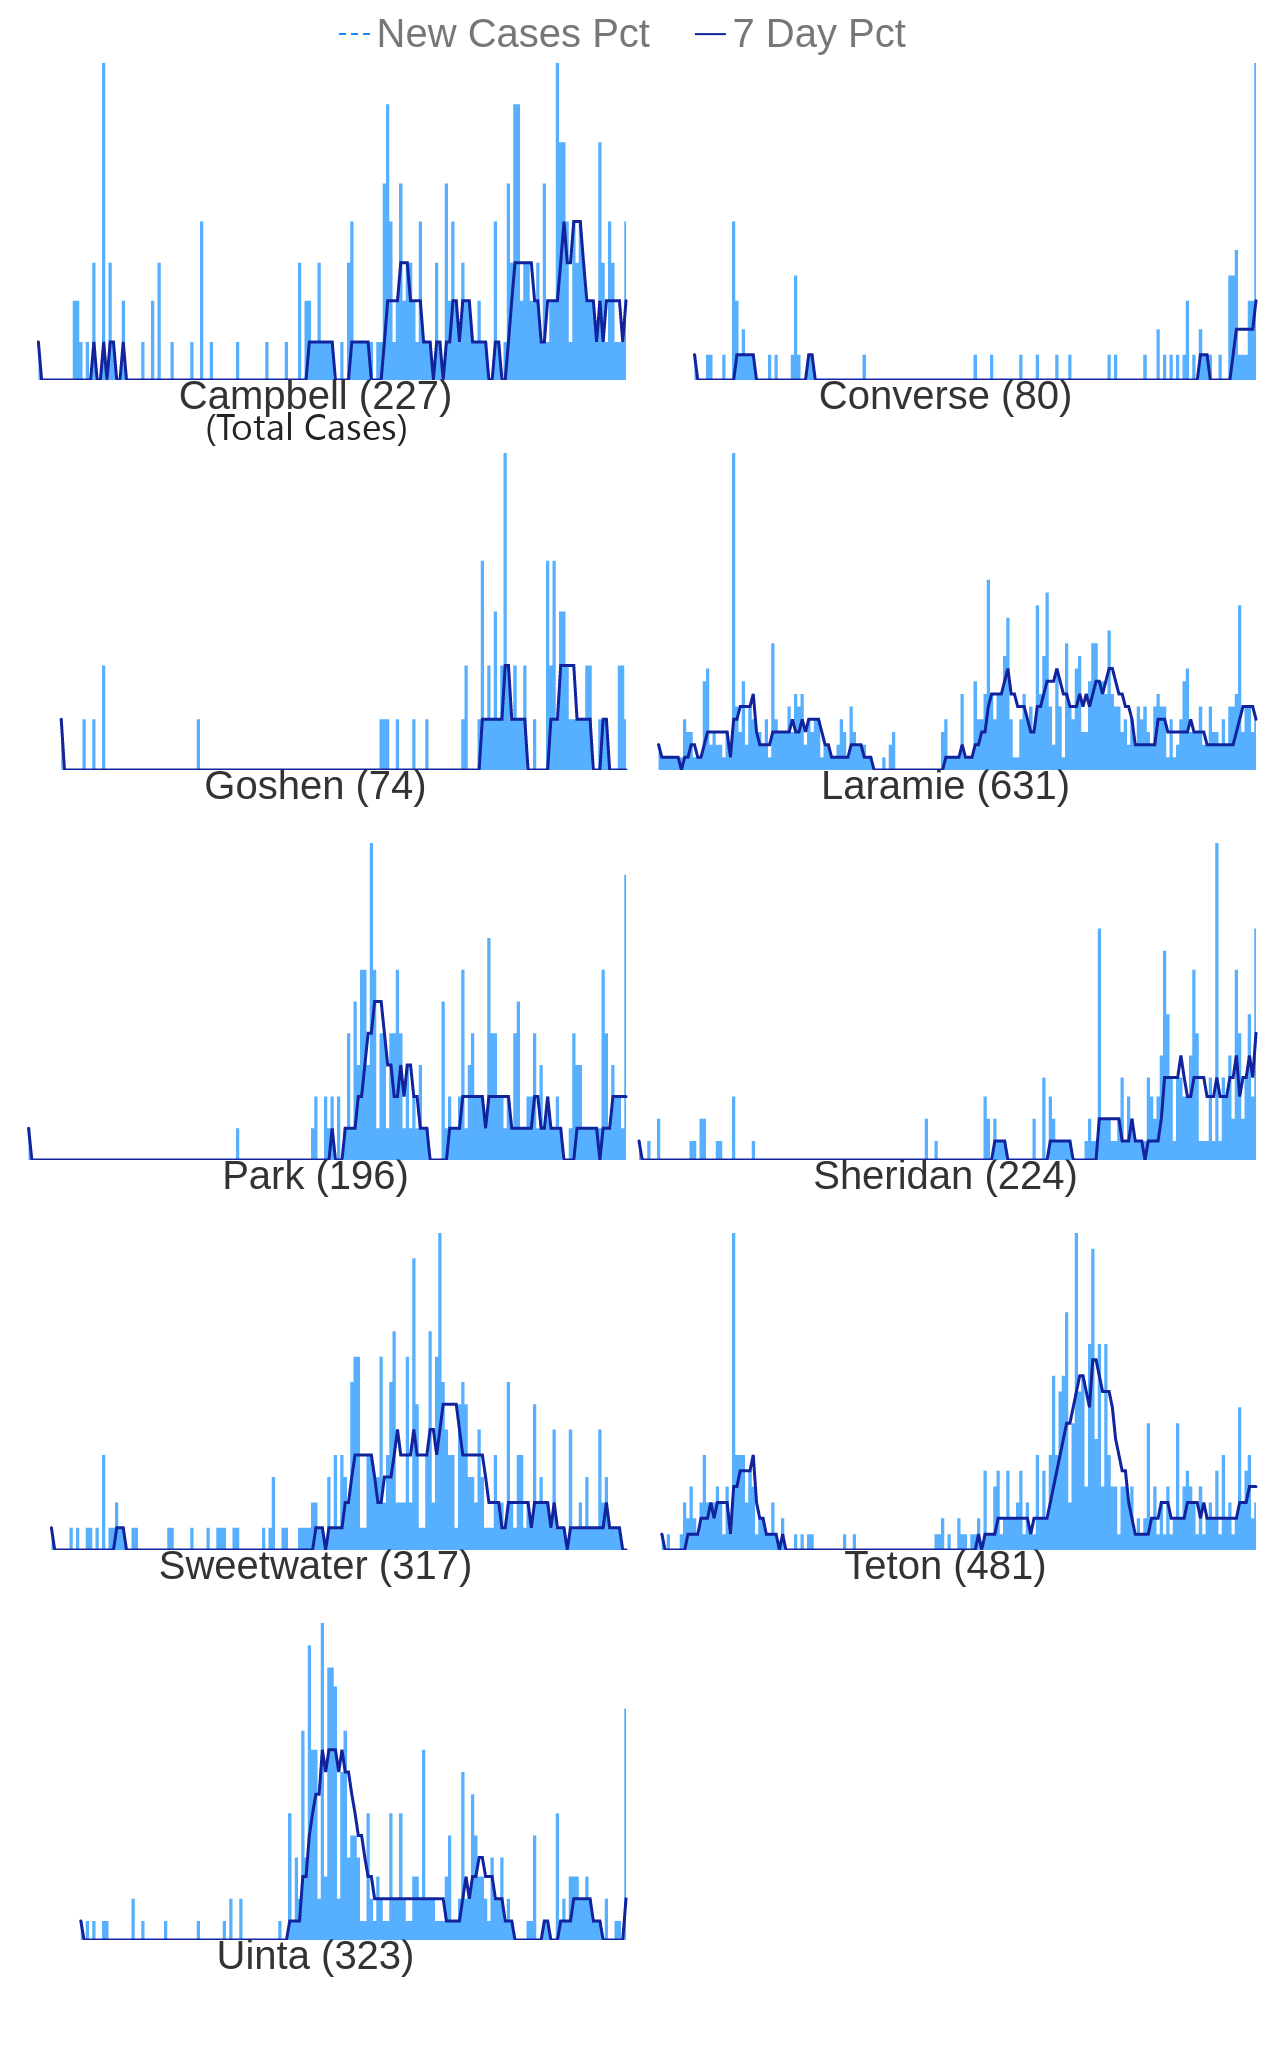 New Cases Pct 7 Day Pct
Campbell (227) Converse (80)
(Total Cases)
Goshen (74) Laramie (631)
Park (196) Sheridan (224)
Sweetwater (317) Teton (481)
Uinta (323)